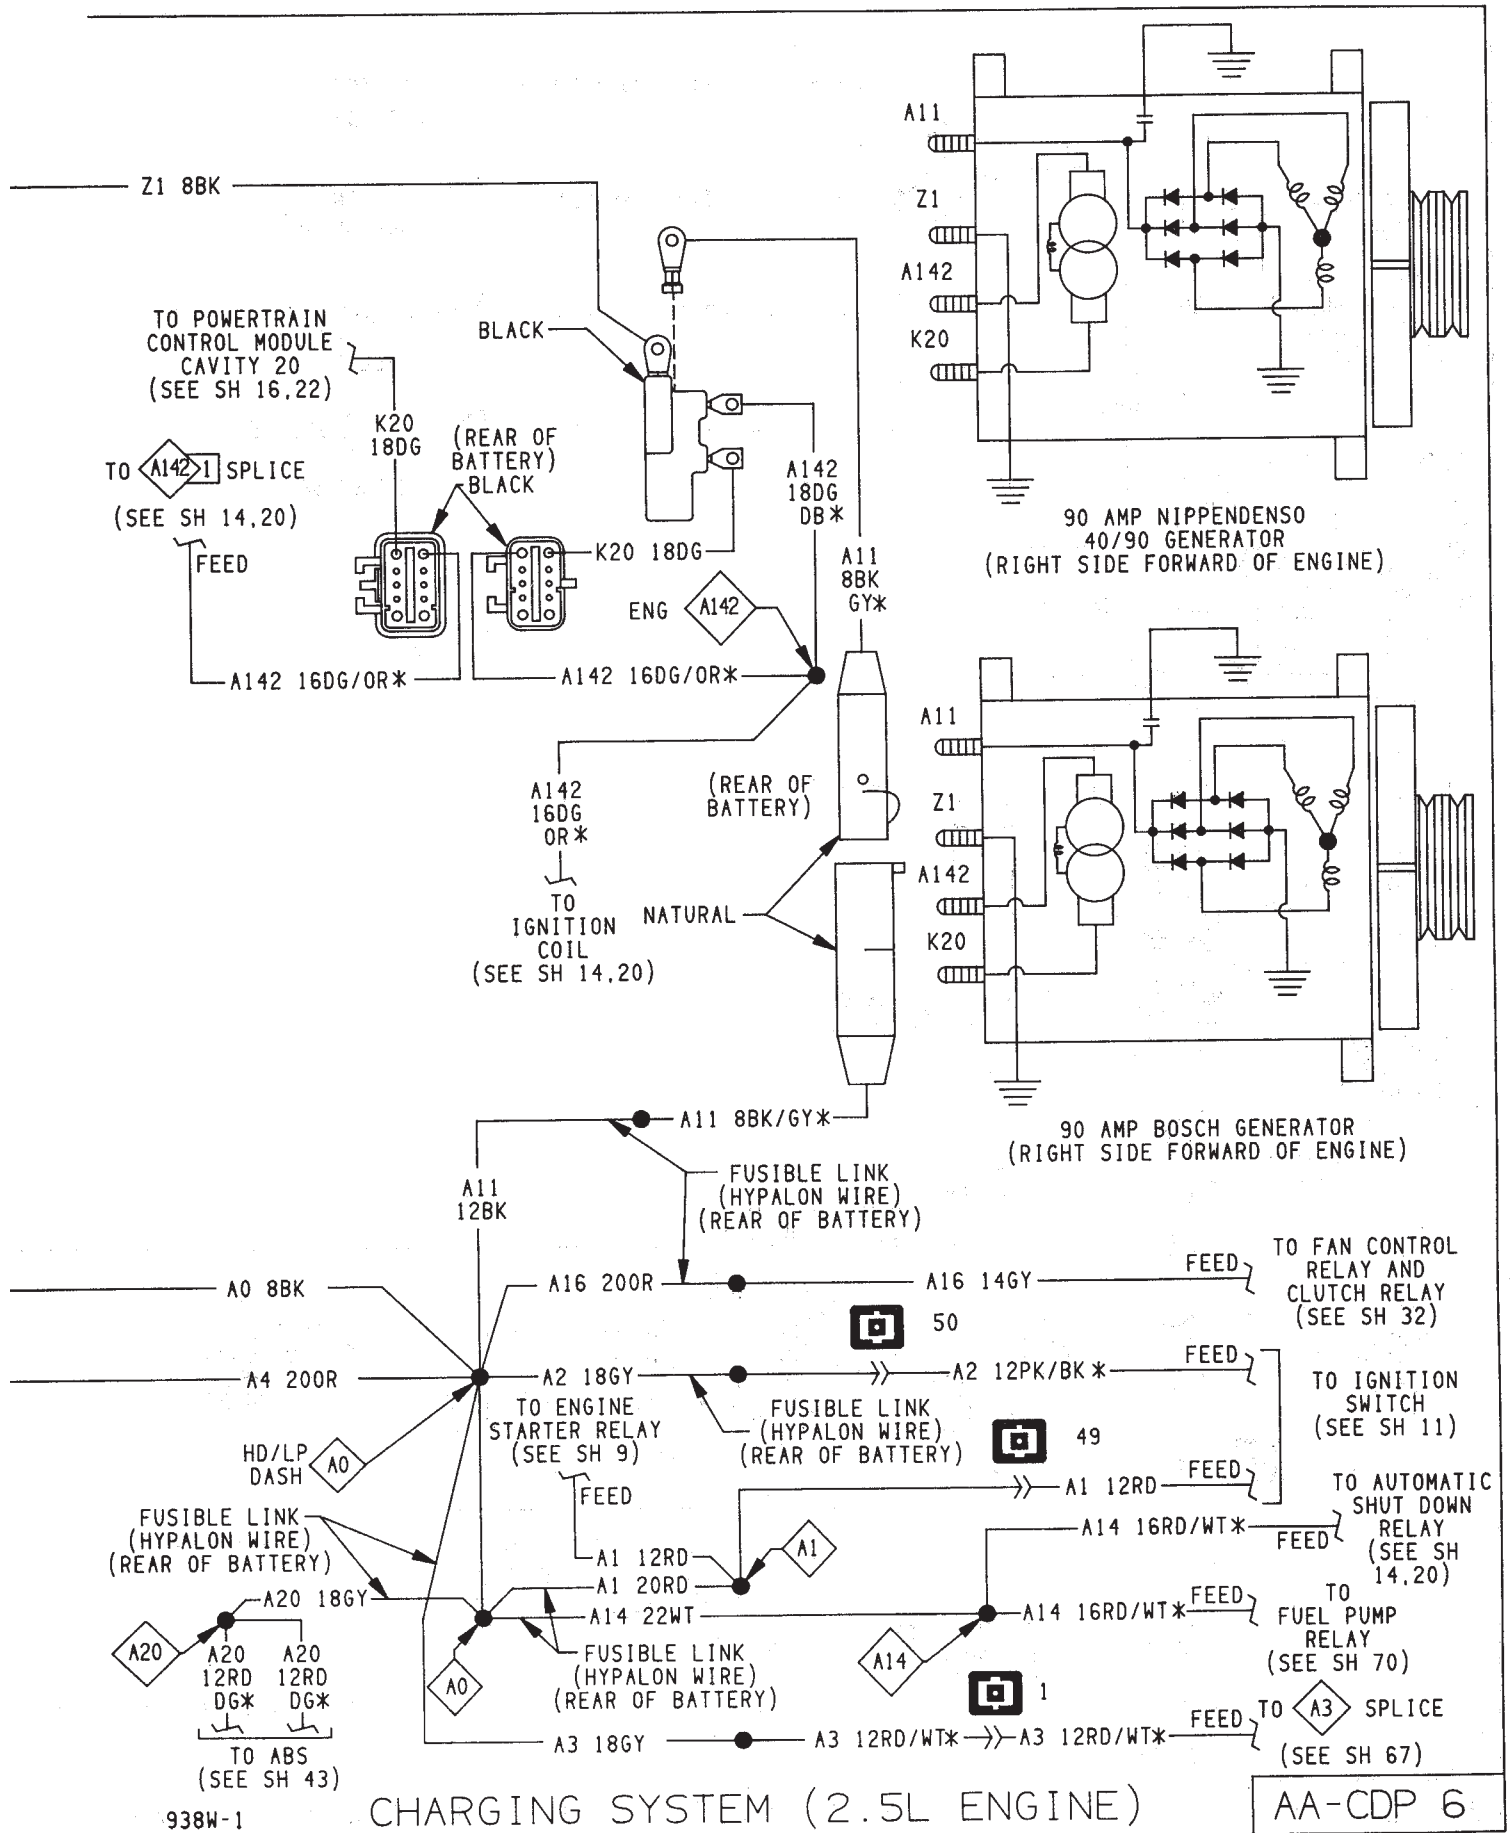 A11
Z1 8BK
Z1
A142
K20
TO POWERTRAIN
CONTROL MODULE
CAVITY 20
(SEE SH 16,22)
BLACK
K20
18DG
(REAR OF
BATTERY)
BLACK
TO A142 1 SPLICE
(SEE SH 14,20)
FEED
A142
18DG
DB*
K20 18DG
A11
8BK
GY*
90 AMP NIPPENDENSO
40/90 GENERATOR
(RIGHT SIDE FORWARD OF ENGINE)
ENG A142
A142 16DG/OR*
A142 16DG/OR*
A11
Z1
A142
K20
A142
16DG
OR*
(REAR OF
BATTERY)
TO
IGNITION
COIL
(SEE SH 14,20)
NATURAL
A11 8BK/GY*
90 AMP BOSCH GENERATOR
(RIGHT SIDE FORWARD OF ENGINE)
FUSIBLE LINK
(HYPALON WIRE)
(REAR OF BATTERY)
A11
12BK
A0 8BK
A16 20OR
A16 14GY
FEED
TO FAN CONTROL
RELAY AND
CLUTCH RELAY
(SEE SH 32)
50
A4 20OR
A2 18GY
A2 12PK/BK*
FEED
TO IGNITION
SWITCH
(SEE SH 11)
TO ENGINE
STARTER RELAY
(SEE SH 9)
FEED
FUSIBLE LINK
(HYPALON WIRE)
(REAR OF BATTERY)
49
HD/LP
DASH A0
A1 12RD
FEED
FUSIBLE LINK
(HYPALON WIRE)
(REAR OF BATTERY)
TO AUTOMATIC
SHUT DOWN
RELAY
(SEE SH
14,20)
A14 16RD/WT*
FEED
A1 12RD
A1
A1 20RD
A20 18GY
A14 22WT
A14 16RD/WT*
FEED
TO
FUEL PUMP
RELAY
(SEE SH 70)
A20
A20
12RD
DG*
A20
12RD
DG*
A0
FUSIBLE LINK
(HYPALON WIRE)
(REAR OF BATTERY)
A14
1
TO ABS
(SEE SH 43)
A3 18GY
A3 12RD/WT*
A3 12RD/WT*
FEED
TO A3 SPLICE
(SEE SH 67)
938W-1
CHARGING SYSTEM (2.5L ENGINE)
AA-CDP 6